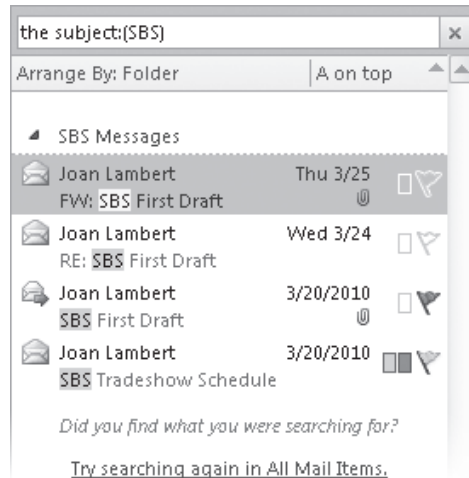 the subject:(SBS)
Arrange By: Folder A on top
SBS Messages
Joan Lambert Thu 3/25
FW: SBS First Draft
Joan Lambert Wed 3/24
RE: SBS First Draft
Joan Lambert 3/20/2010
SBS First Draft
Joan Lambert 3/20/2010
SBS Tradeshow Schedule
Did you find what you were searching for?
Try searching again in All Mail Items.